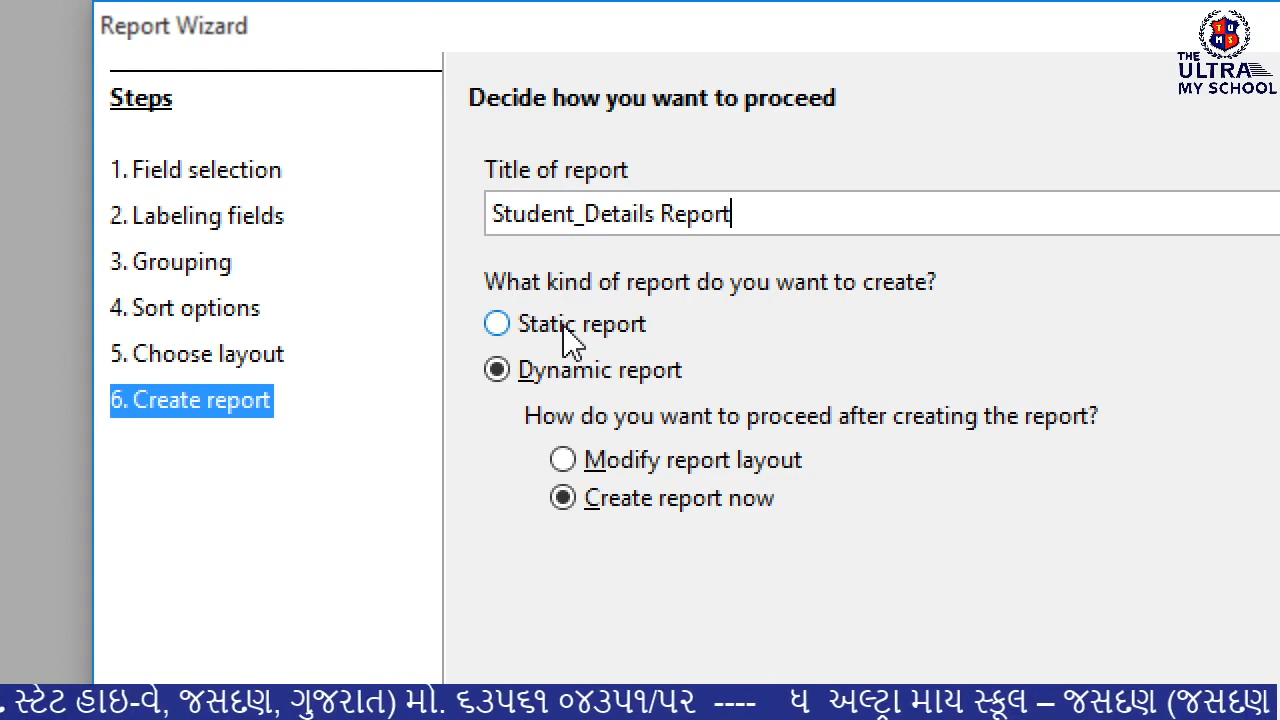 Report Wizard
THE
ULTRA
MY SCHOOL
Steps
1. Field selection
2. Labeling fields
3. Grouping
4. Sort options
5. Choose layout
6. Create report
Decide how you want to proceed
Title of report
Student_Details Report
What kind of report do you want to create?
Static report
Dynamic report
How do you want to proceed after creating the report?
Modify report layout
Create report now
. સ્ટેટ હાઇ-વે, જસદણ, ગુજરાત) મો. ૬૩૫૬૧ ૦૪૩૫૧/૫૨ ---- ધ અલ્ટ્રા માય સ્કૂલ – જસદણ (જસદણ